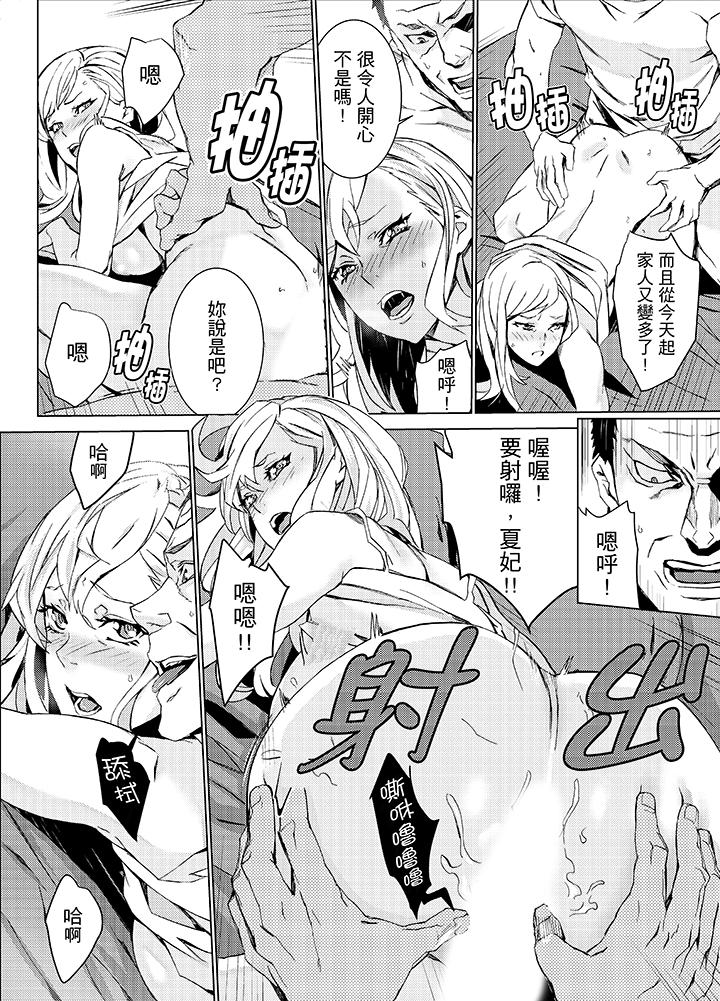 抽插
抽插
而且從今天起
家人又變多了！
很令人開心
不是嗎！
嗯呼！
嗯
抽插
抽插
妳說是吧？
嗯
嗯呼！
喔喔！
要射囉，夏妃!!
嗯嗯!!
射出
嘶咻嚕嚕嚕
哈啊
舔拭
哈啊